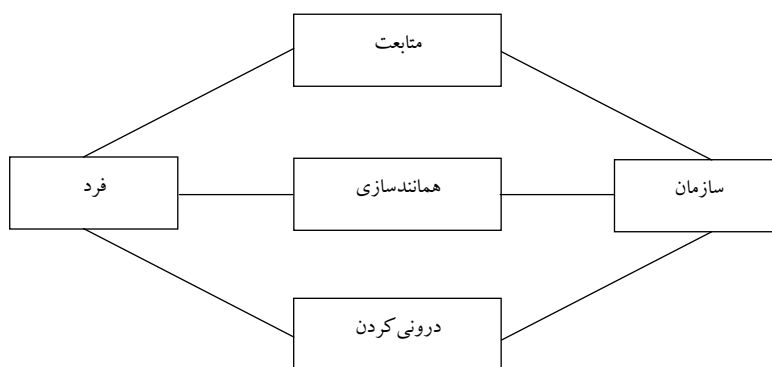 متابعت
سازمان
همانندسازی
فرد
درونی‌کردن